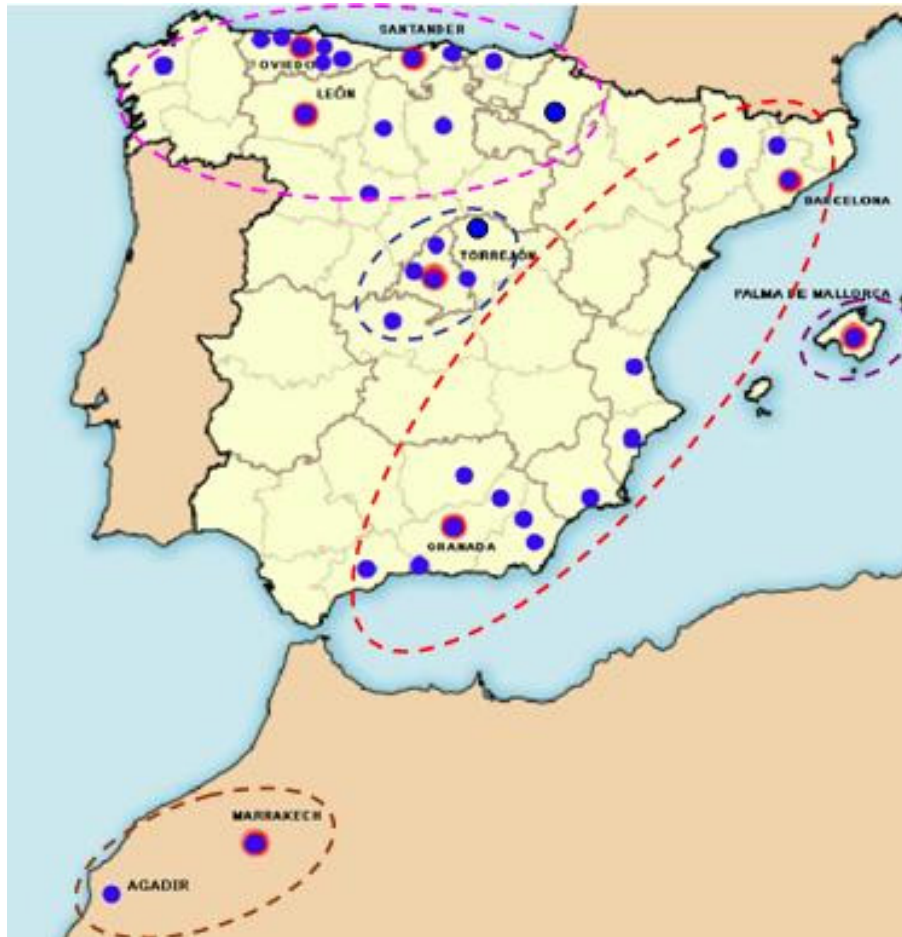 SANTANDER
OVIEDO
LEÓN
BARCELONA
TORREJÓN
PALMA DE MALLORCA
GRANADA
MARRAKECH
AGADIR